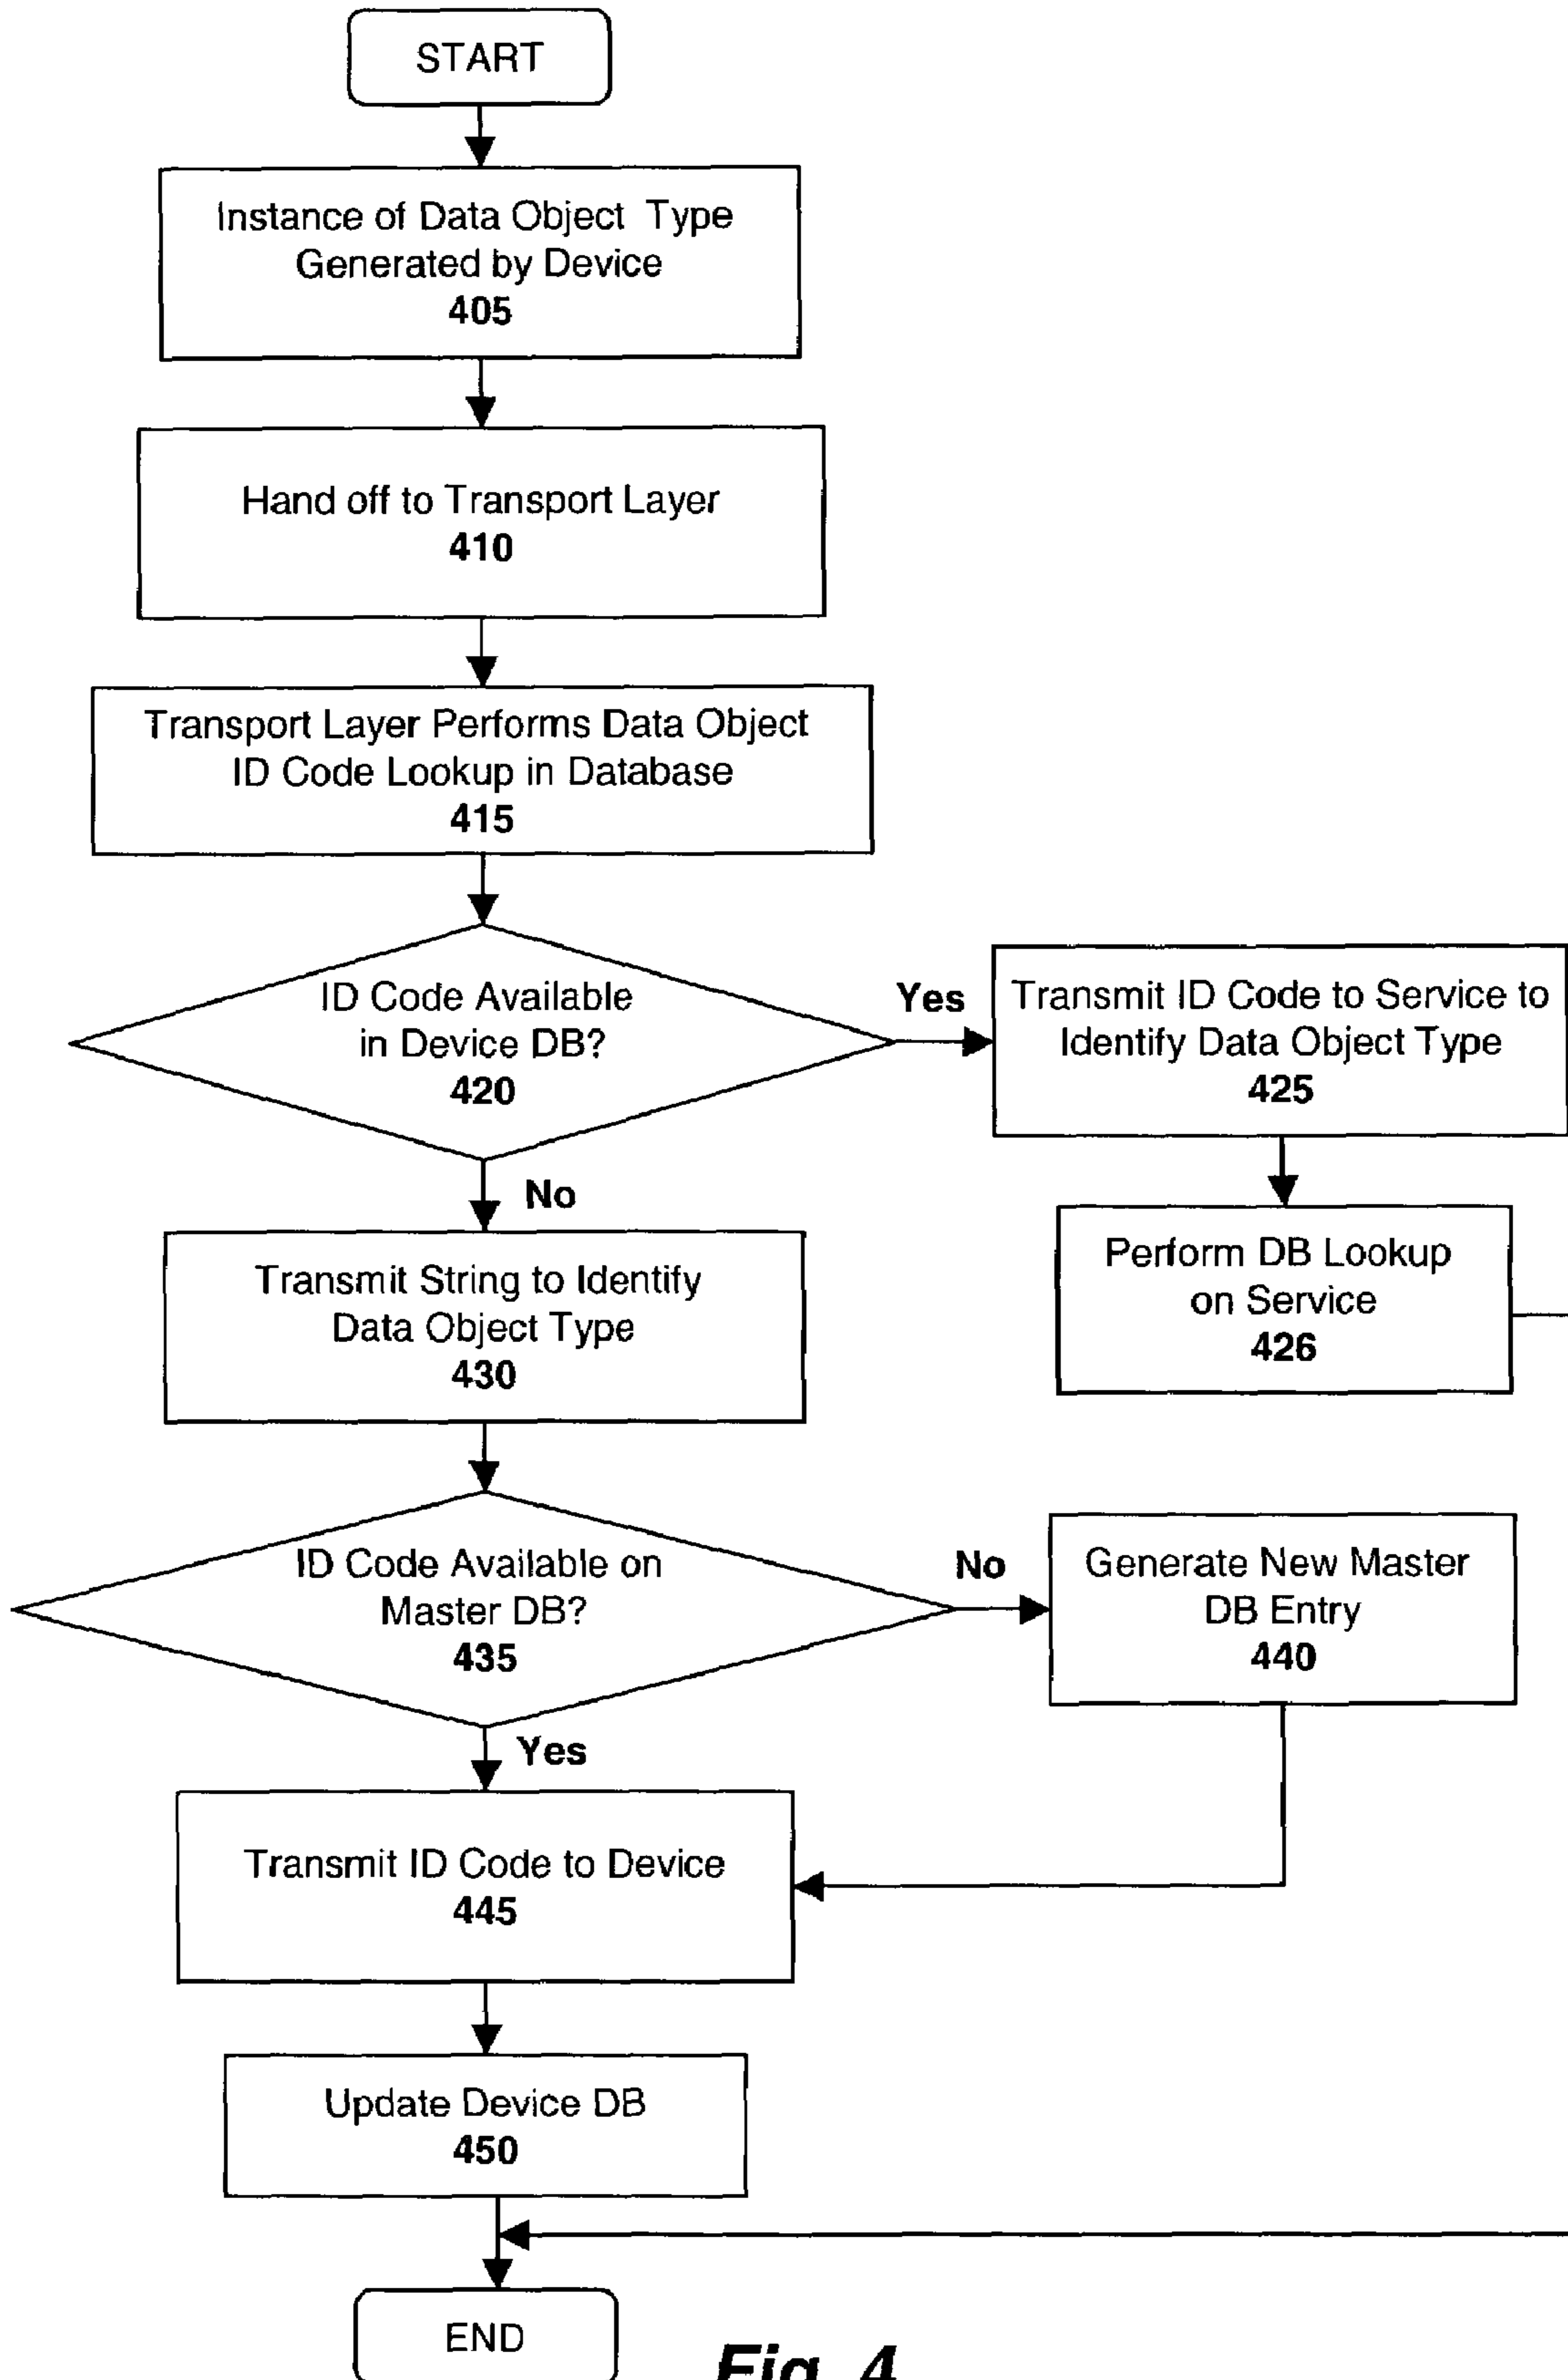 START
Instance of Data Object Type
Generated by Device
405
Hand off to Transport Layer
410
Transport Layer Performs Data Object
ID Code Lookup in Database
415
ID Code Available
in Device DB?
420
Yes
Transmit ID Code to Service to
Identify Data Object Type
425
No
Perform DB Lookup
on Service
426
Transmit String to Identify
Data Object Type
430
ID Code Available on
Master DB?
435
No
Generate New Master
DB Entry
440
Yes
Transmit ID Code to Device
445
Update Device DB
450
END
Fig. 4